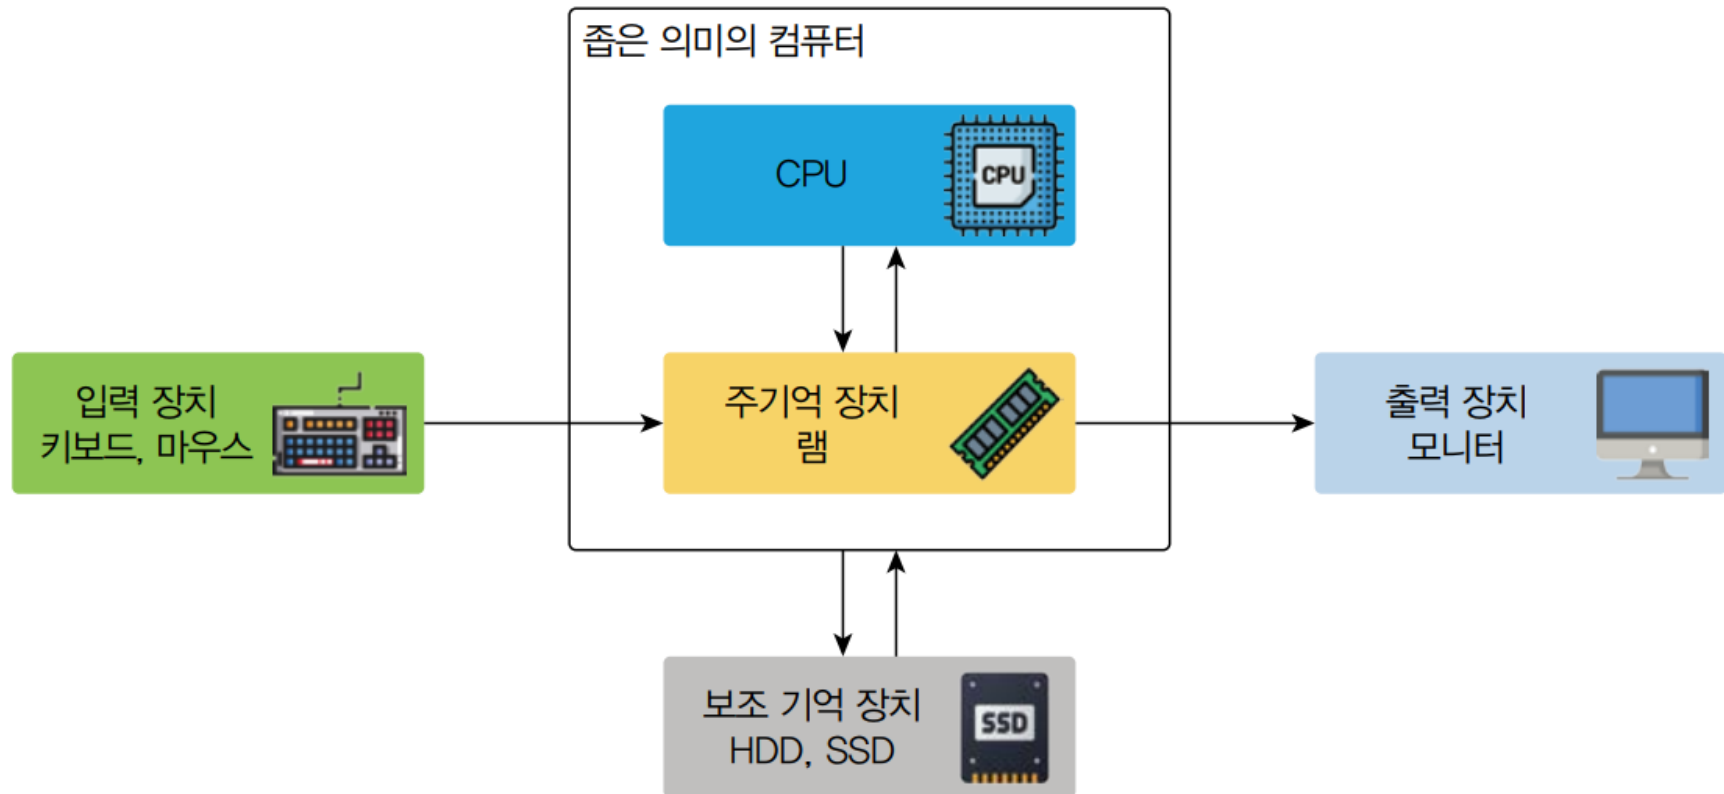 좁은 의미의 컴퓨터
CPU
CPU
입력 장치
키보드, 마우스
주기억 장치
램
출력 장치
모니터
보조 기억 장치
HDD, SSD
SSD